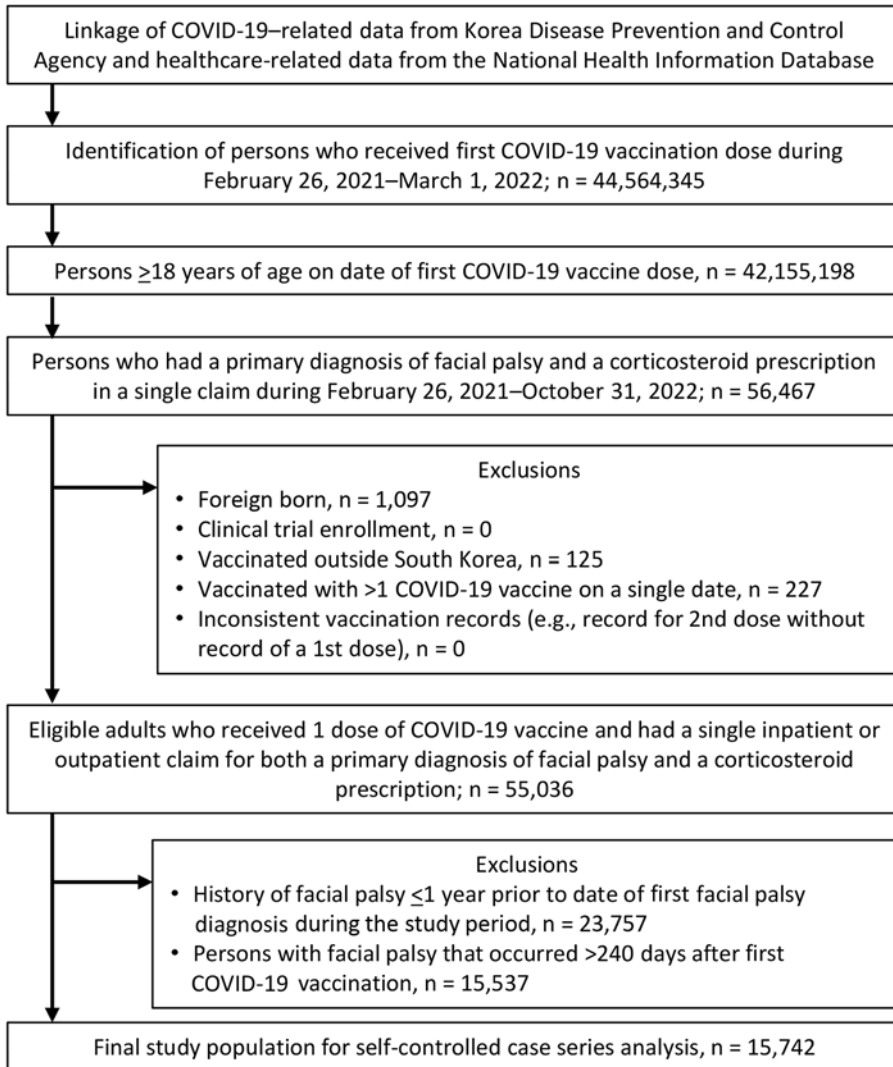 Linkage of COVID-19–related data from Korea Disease Prevention and Control
Agency and healthcare-related data from the National Health Information Database
Identification of persons who received first COVID-19 vaccination dose during
February 26, 2021–March 1, 2022; n = 44,564,345
Persons ≥18 years of age on date of first COVID-19 vaccine dose, n = 42,155,198
Persons who had a primary diagnosis of facial palsy and a corticosteroid prescription
in a single claim during February 26, 2021–October 31, 2022; n = 56,467
Exclusions
• Foreign born, n = 1,097
• Clinical trial enrollment, n = 0
• Vaccinated outside South Korea, n = 125
• Vaccinated with >1 COVID-19 vaccine on a single date, n = 227
• Inconsistent vaccination records (e.g., record for 2nd dose without
record of a 1st dose), n = 0
Eligible adults who received 1 dose of COVID-19 vaccine and had a single inpatient or
outpatient claim for both a primary diagnosis of facial palsy and a corticosteroid
prescription; n = 55,036
Exclusions
• History of facial palsy ≤1 year prior to date of first facial palsy
diagnosis during the study period, n = 23,757
• Persons with facial palsy that occurred >240 days after first
COVID-19 vaccination, n = 15,537
Final study population for self-controlled case series analysis, n = 15,742